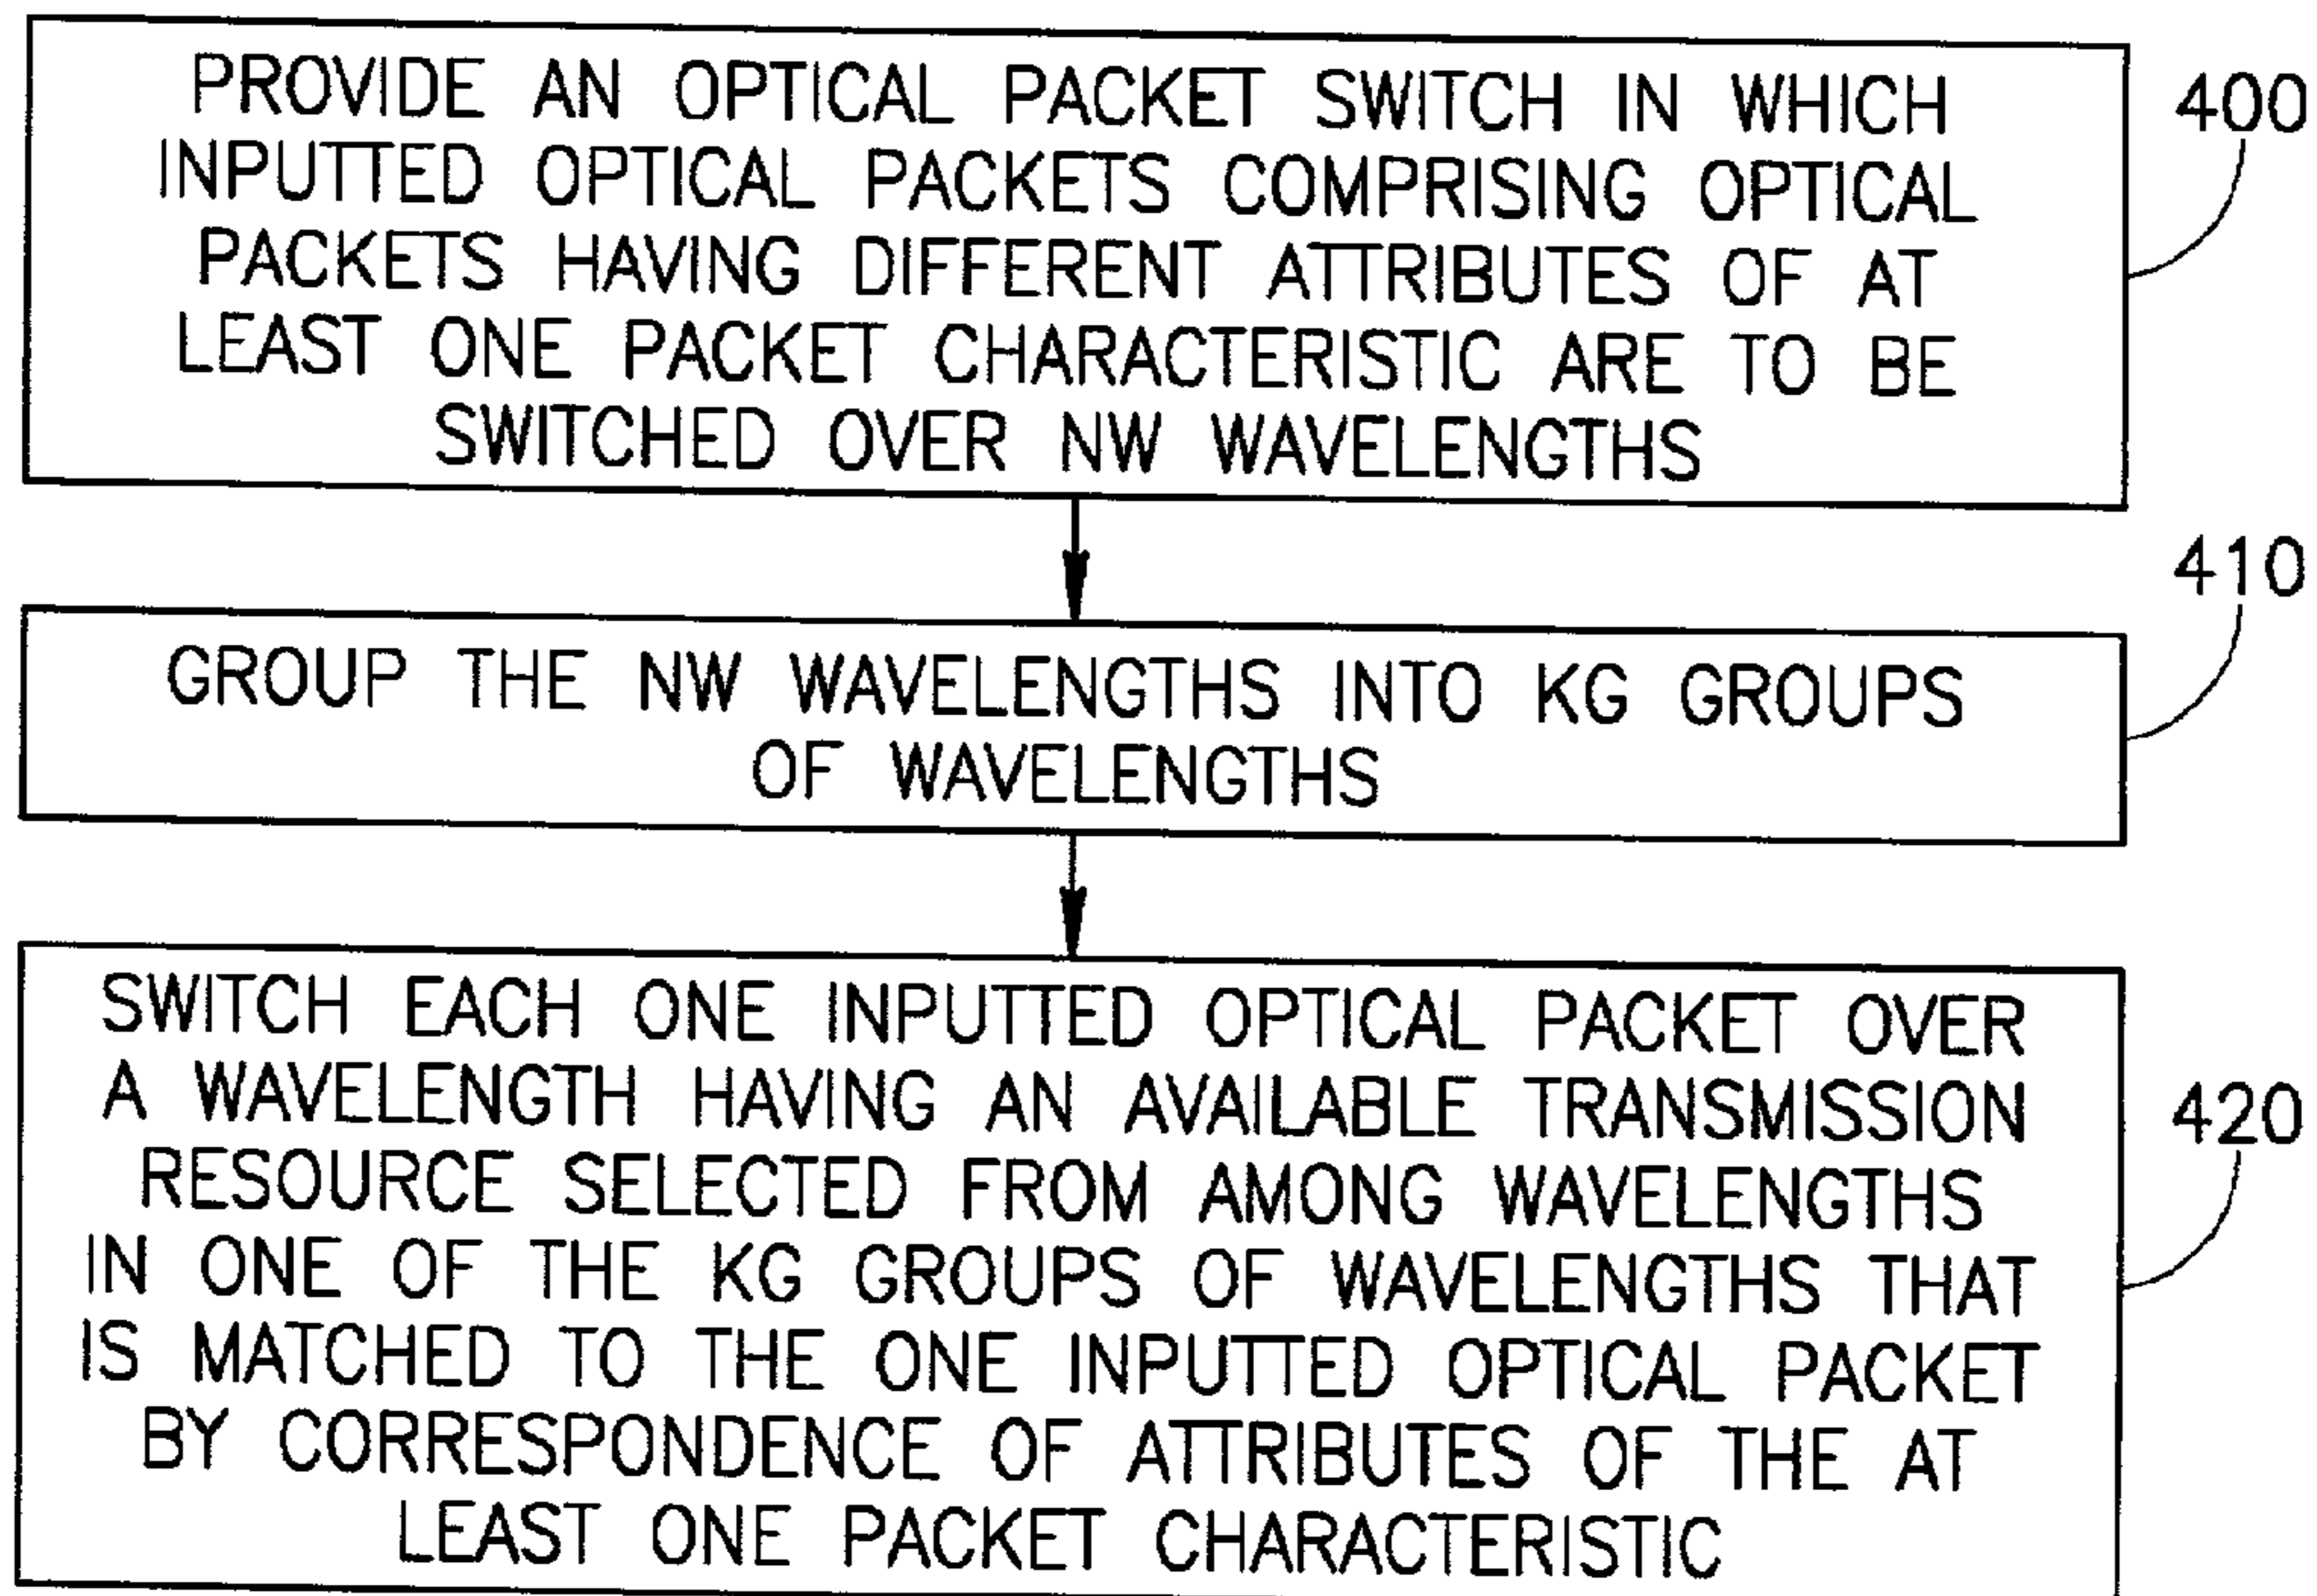 PROVIDE AN OPTICAL PACKET SWITCH IN WHICH
INPUTTED OPTICAL PACKETS COMPRISING OPTICAL
PACKETS HAVING DIFFERENT ATTRIBUTES OF AT
LEAST ONE PACKET CHARACTERISTIC ARE TO BE
SWITCHED OVER NW WAVELENGTHS
400
GROUP THE NW WAVELENGTHS INTO KG GROUPS
OF WAVELENGTHS
410
SWITCH EACH ONE INPUTTED OPTICAL PACKET OVER
A WAVELENGTH HAVING AN AVAILABLE TRANSMISSION
RESOURCE SELECTED FROM AMONG WAVELENGTHS
IN ONE OF THE KG GROUPS OF WAVELENGTHS THAT
IS MATCHED TO THE ONE INPUTTED OPTICAL PACKET
BY CORRESPONDENCE OF ATTRIBUTES OF THE AT
LEAST ONE PACKET CHARACTERISTIC
420